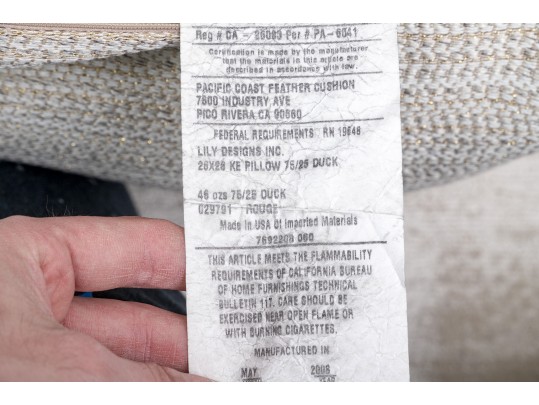 Reg # CA - 36083 Per # PA-6041
Certification is made by the manufacturer
that the materials in this article are
described in accordance with law.
PACIFIC COAST FEATHER CUSHION
7600 INDUSTRY AVE
PICO RIVERA CA 90660
FEDERAL REQUIREMENTS RN 19648
LILY DESIGNS INC.
26X26 KE PILLOW 75/25 DUCK
46 ozs 75/25 DUCK
029791 ROUGE
Made in USA of Imported Materials
7692200 060
THIS ARTICLE MEETS THE FLAMMABILITY
REQUIREMENTS OF CALIFORNIA BUREAU
OF HOME FURNISHINGS TECHNICAL
BULLETIN 117. CARE SHOULD BE
EXERCISED NEAR OPEN FLAME OR
WITH BURNING CIGARETTES.
MANUFACTURED IN
MAY 2008